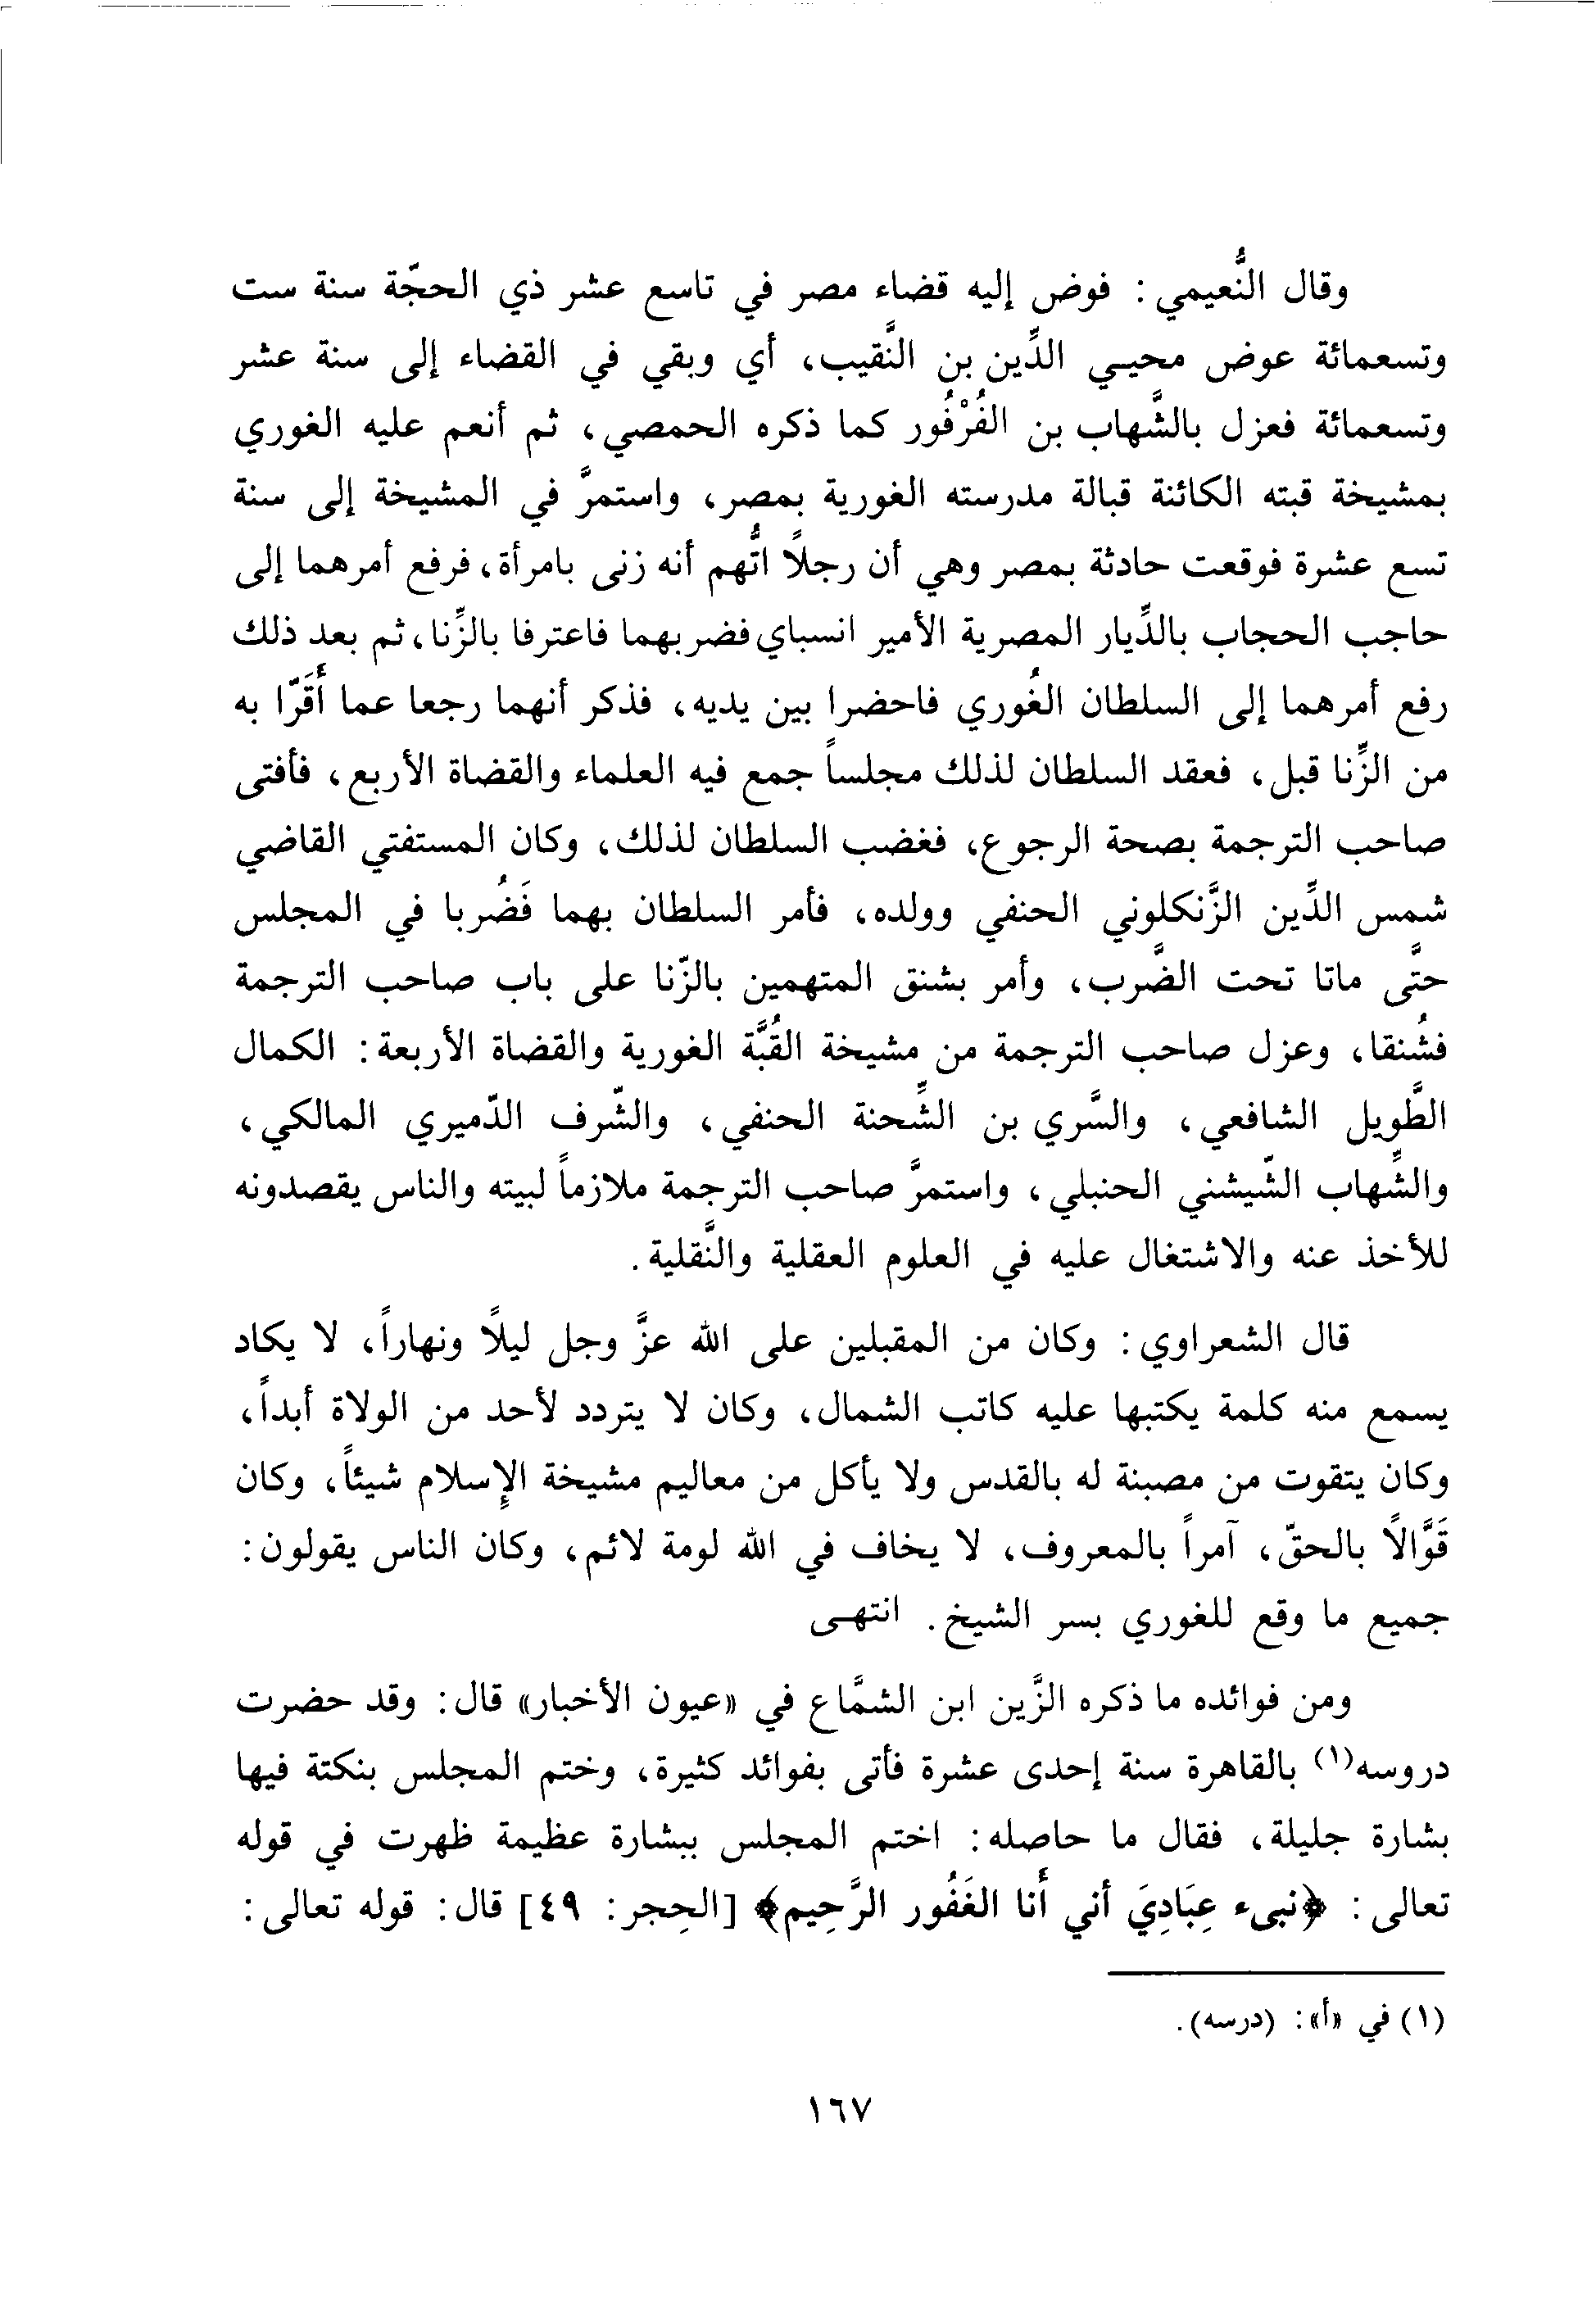 وقال النُّعيمي: فوض إليه قضاء مصر في تاسع عشر ذي الحجّة سنة ست
وتسعمائة عوض محيي الدِّين بن النَّقيب، أي وبقي في القضاء إلى سنة عشر
وتسعمائة فعزل بالشَّهاب بن الفُرْفُور كما ذكره الحمصي، ثم أنعم عليه الغوري
بمشيخة قبته الكائنة قبالة مدرسته الغورية بمصر، واستمرَّ في المشيخة إلى سنة
تسع عشرة فوقعت حادثة بمصر وهي أن رجلًا اتُّهم أنه زنى بامرأة، فرفع أمرهما إلى
حاجب الحجاب بالدِّيار المصرية الأمير انسباي فضربهما فاعترفا بالزِّنا، ثم بعد ذلك
رفع أمرهما إلى السلطان الغُوري فاحضرا بين يديه، فذكر أنهما رجعا عما أَقَرّا به
من الزِّنا قبل، فعقد السلطان لذلك مجلساً جمع فيه العلماء والقضاة الأربع، فأفتى
صاحب الترجمة بصحة الرجوع، فغضب السلطان لذلك، وكان المستفتي القاضي
شمس الدِّين الزَّنكلوني الحنفي وولده، فأمر السلطان بهما فَضُربا في المجلس
حتَّى ماتا تحت الضَّرب، وأمر بشنق المتهمين بالزّنا على باب صاحب الترجمة
فشُنقا، وعزل صاحب الترجمة من مشيخة القُبَّة الغورية والقضاة الأربعة: الكمال
الطَّويل الشافعي، والسَّري بن الشِّحنة الحنفي، والشّرف الدّميري المالكي،
والشِّهاب الشّيشني الحنبلي، واستمرَّ صاحب الترجمة ملازماً لبيته والناس يقصدونه
للأخذ عنه والاشتغال عليه في العلوم العقلية والنَّقلية.
قال الشعراوي: وكان من المقبلين على الله عزَّ وجل ليلًا ونهاراً، لا يكاد
يسمع منه كلمة يكتبها عليه كاتب الشمال، وكان لا يتردد لأحد من الولاة أبداً،
وكان يتقوت من مصبنة له بالقدس ولا يأكل من معاليم مشيخة الإسلام شيئاً، وكان
قَوَّالًا بالحقّ، آمراً بالمعروف، لا يخاف في الله لومة لائم، وكان الناس يقولون:
جميع ما وقع للغوري بسر الشيخ. انتهى
ومن فوائده ما ذكره الزَّين ابن الشمَّاع في «عيون الأخبار» قال: وقد حضرت
دروسه(١) بالقاهرة سنة إحدى عشرة فأتى بفوائد كثيرة، وختم المجلس بنكتة فيها
بشارة جليلة، فقال ما حاصله: اختم المجلس ببشارة عظيمة ظهرت في قوله
تعالى: ﴿نبىء عِبَادِيَ أني أَنا الغَفُور الرَّحِيم﴾ [الحِجر: ٤٩] قال: قوله تعالى:
(١) في «أ»: (درسه).
١٦٧